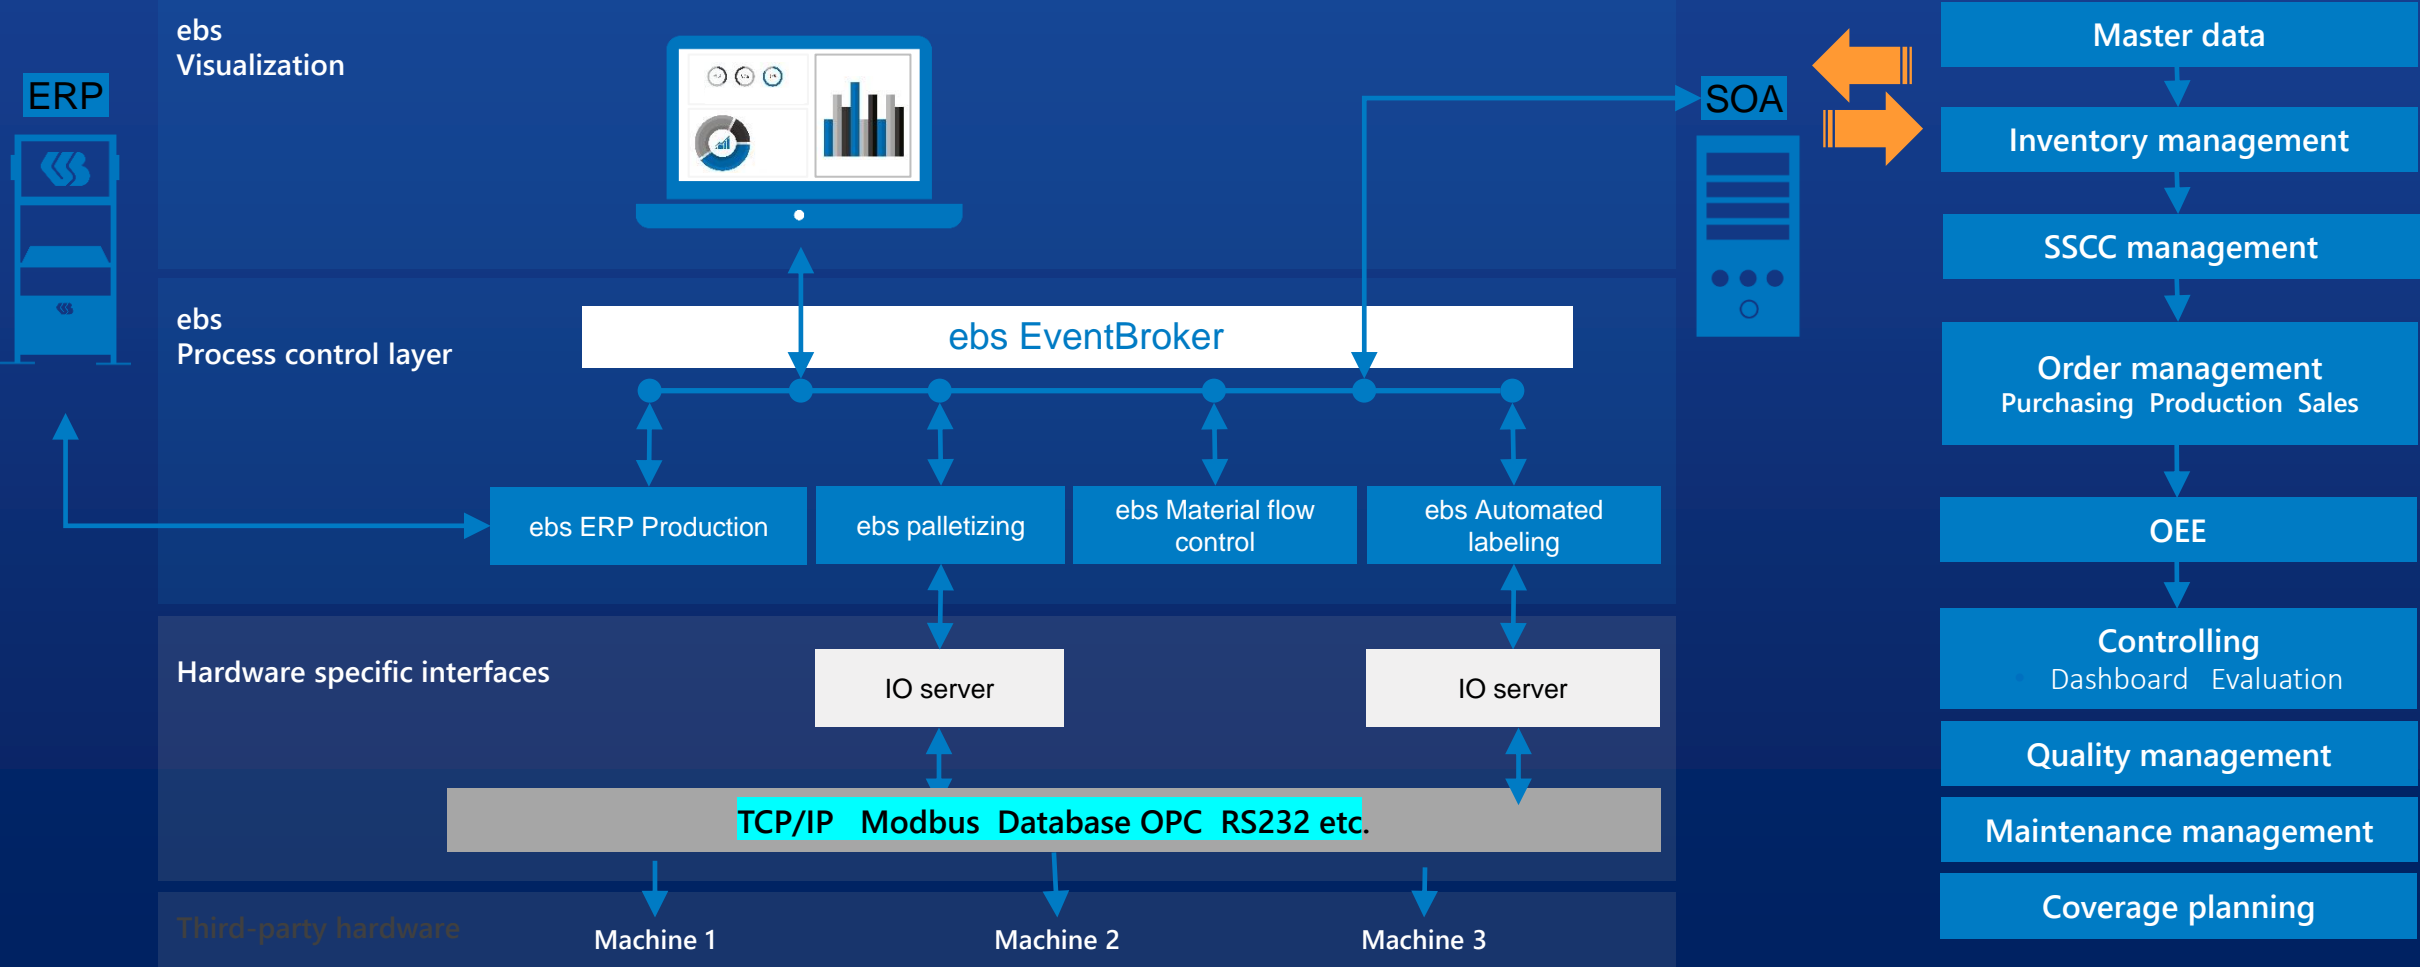 ebs
Visualization
ERP
SOA
ebs
Process control layer
ebs EventBroker
ebs ERP Production
ebs palletizing
ebs Material flow
control
ebs Automated
labeling
Hardware specific interfaces
IO server
IO server
TCP/IP Modbus Database OPC RS232 etc.
Third-party hardware
Machine 1
Machine 2
Machine 3
Master data
Inventory management
SSCC management
Order management
Purchasing Production Sales
OEE
Controlling
• Dashboard Evaluation
Quality management
Maintenance management
Coverage planning